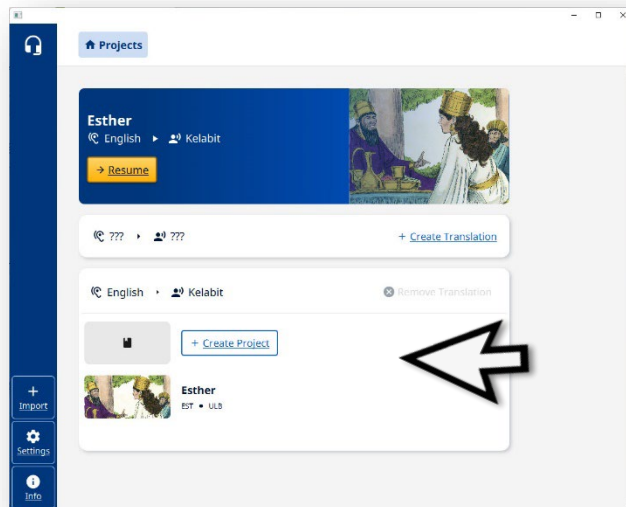 Projects
Esther
English ▸ Kelabit
→ Resume
??? ▸ ???
+ Create Translation
English ▸ Kelabit
Remove Translation
+ Create Project
Esther
EST • ULB
+
Import
Settings
Info